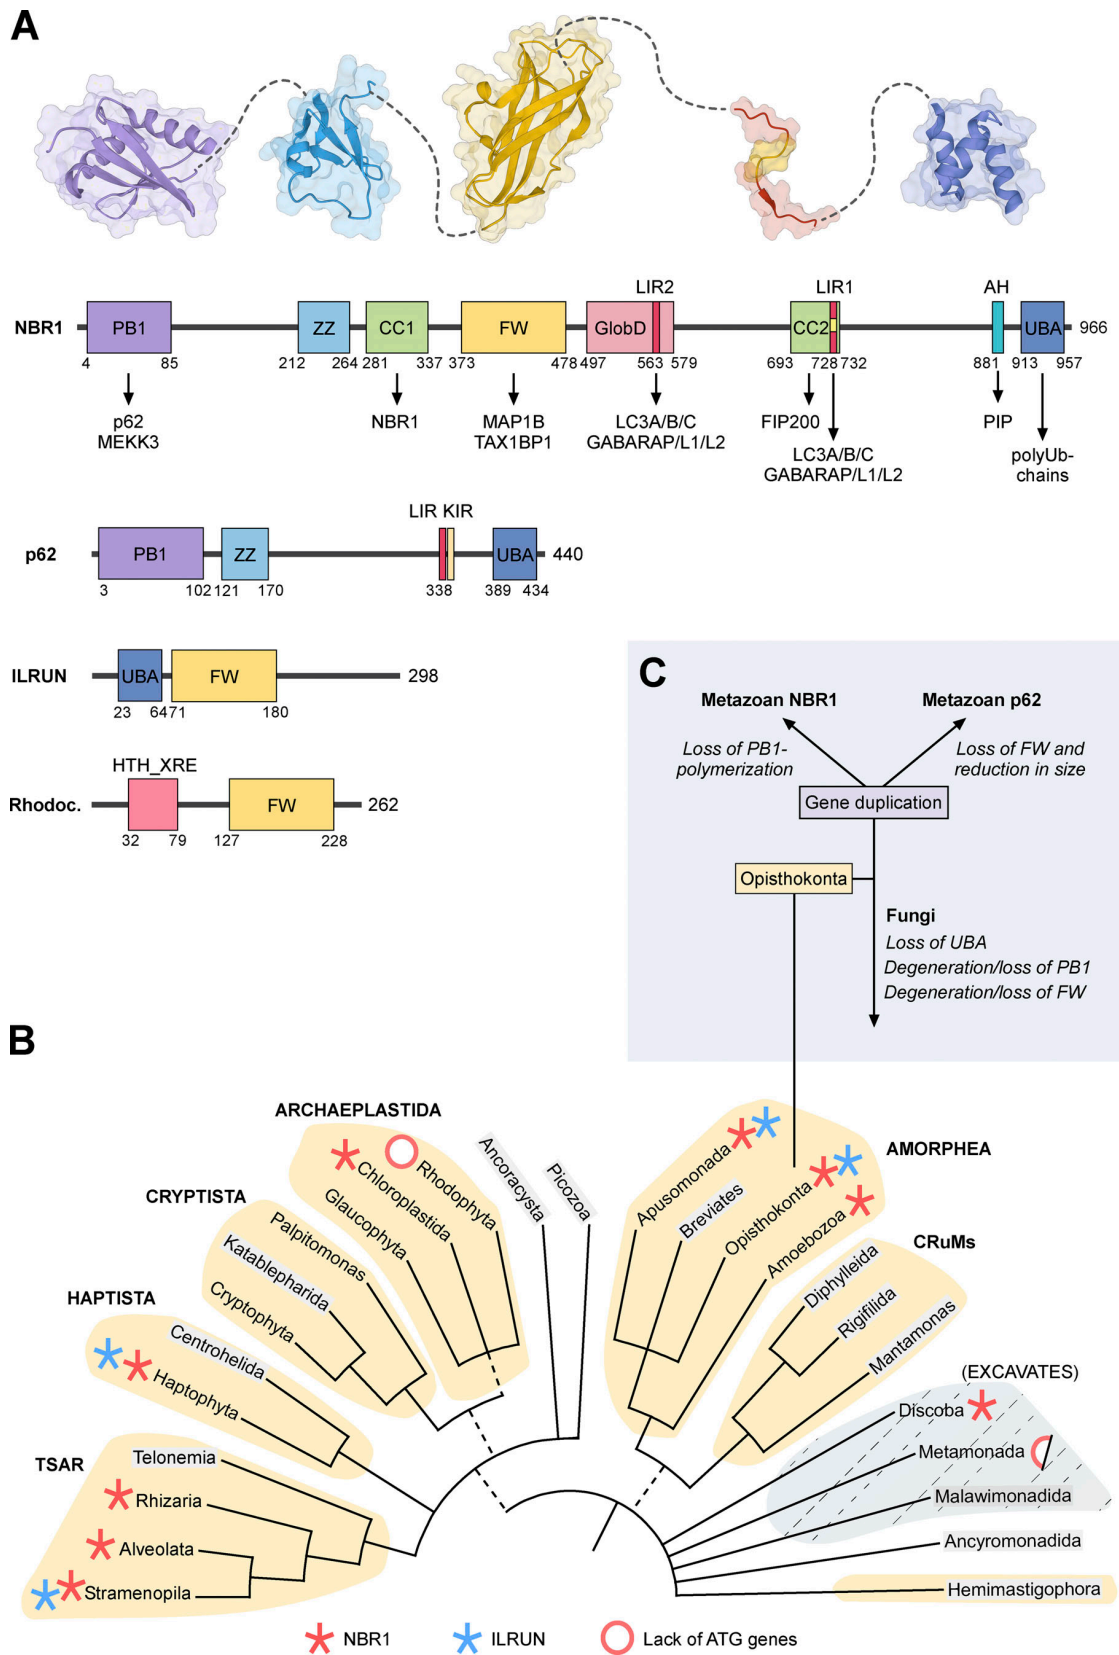 A
LIR2
LIR1
AH
NBR1
PB1
ZZ
CC1
FW
GlobD
CC2
UBA
966
4
85
212
264
281
337
373
478
497
563
579
693
728
732
881
913
957
p62
MEKK3
NBR1
MAP1B
TAX1BP1
LC3A/B/C
GABARAP/L1/L2
FIP200
LC3A/B/C
GABARAP/L1/L2
PIP
polyUb-
chains
LIR KIR
p62
PB1
ZZ
UBA
440
3
102
121
170
338
389
434
ILRUN
UBA
FW
298
23
64
71
180
HTH_XRE
Rhodoc.
FW
262
32
79
127
228
C
Metazoan NBR1
Metazoan p62
Loss of PB1-
polymerization
Loss of FW and
reduction in size
Gene duplication
Opisthokonta
Fungi
Loss of UBA
Degeneration/loss of PB1
Degeneration/loss of FW
B
ARCHAEPLASTIDA
Rhodophyta
Chloroplastida
Glaucophyta
Ancoracysta
Picozoa
AMORPHEA
Apusomonada
Breviates
Opisthokonta
Amoebozoa
CRYPTISTA
Palpitomonas
Katablepharida
Cryptophyta
CRuMs
Diphylleida
Rigifilida
Mantamonas
HAPTISTA
Centrohelida
Haptophyta
(EXCAVATES)
Discoba
Metamonada
Malawimonadida
Ancyromonadida
Hemimastigophora
TSAR
Telonemia
Rhizaria
Alveolata
Stramenopila
NBR1
ILRUN
Lack of ATG genes